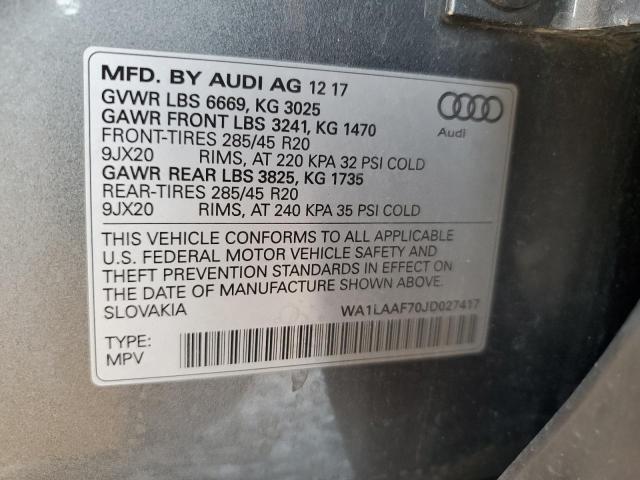 MFD. BY AUDI AG 12 17
GVWR LBS 6669, KG 3025
GAWR FRONT LBS 3241, KG 1470
FRONT-TIRES 285/45 R20
9JX20 RIMS, AT 220 KPA 32 PSI COLD
GAWR REAR LBS 3825, KG 1735
REAR-TIRES 285/45 R20
9JX20 RIMS, AT 240 KPA 35 PSI COLD
Audi
THIS VEHICLE CONFORMS TO ALL APPLICABLE
U.S. FEDERAL MOTOR VEHICLE SAFETY AND
THEFT PREVENTION STANDARDS IN EFFECT ON
THE DATE OF MANUFACTURE SHOWN ABOVE.
SLOVAKIA WA1LAAF70JD027417
TYPE:
MPV